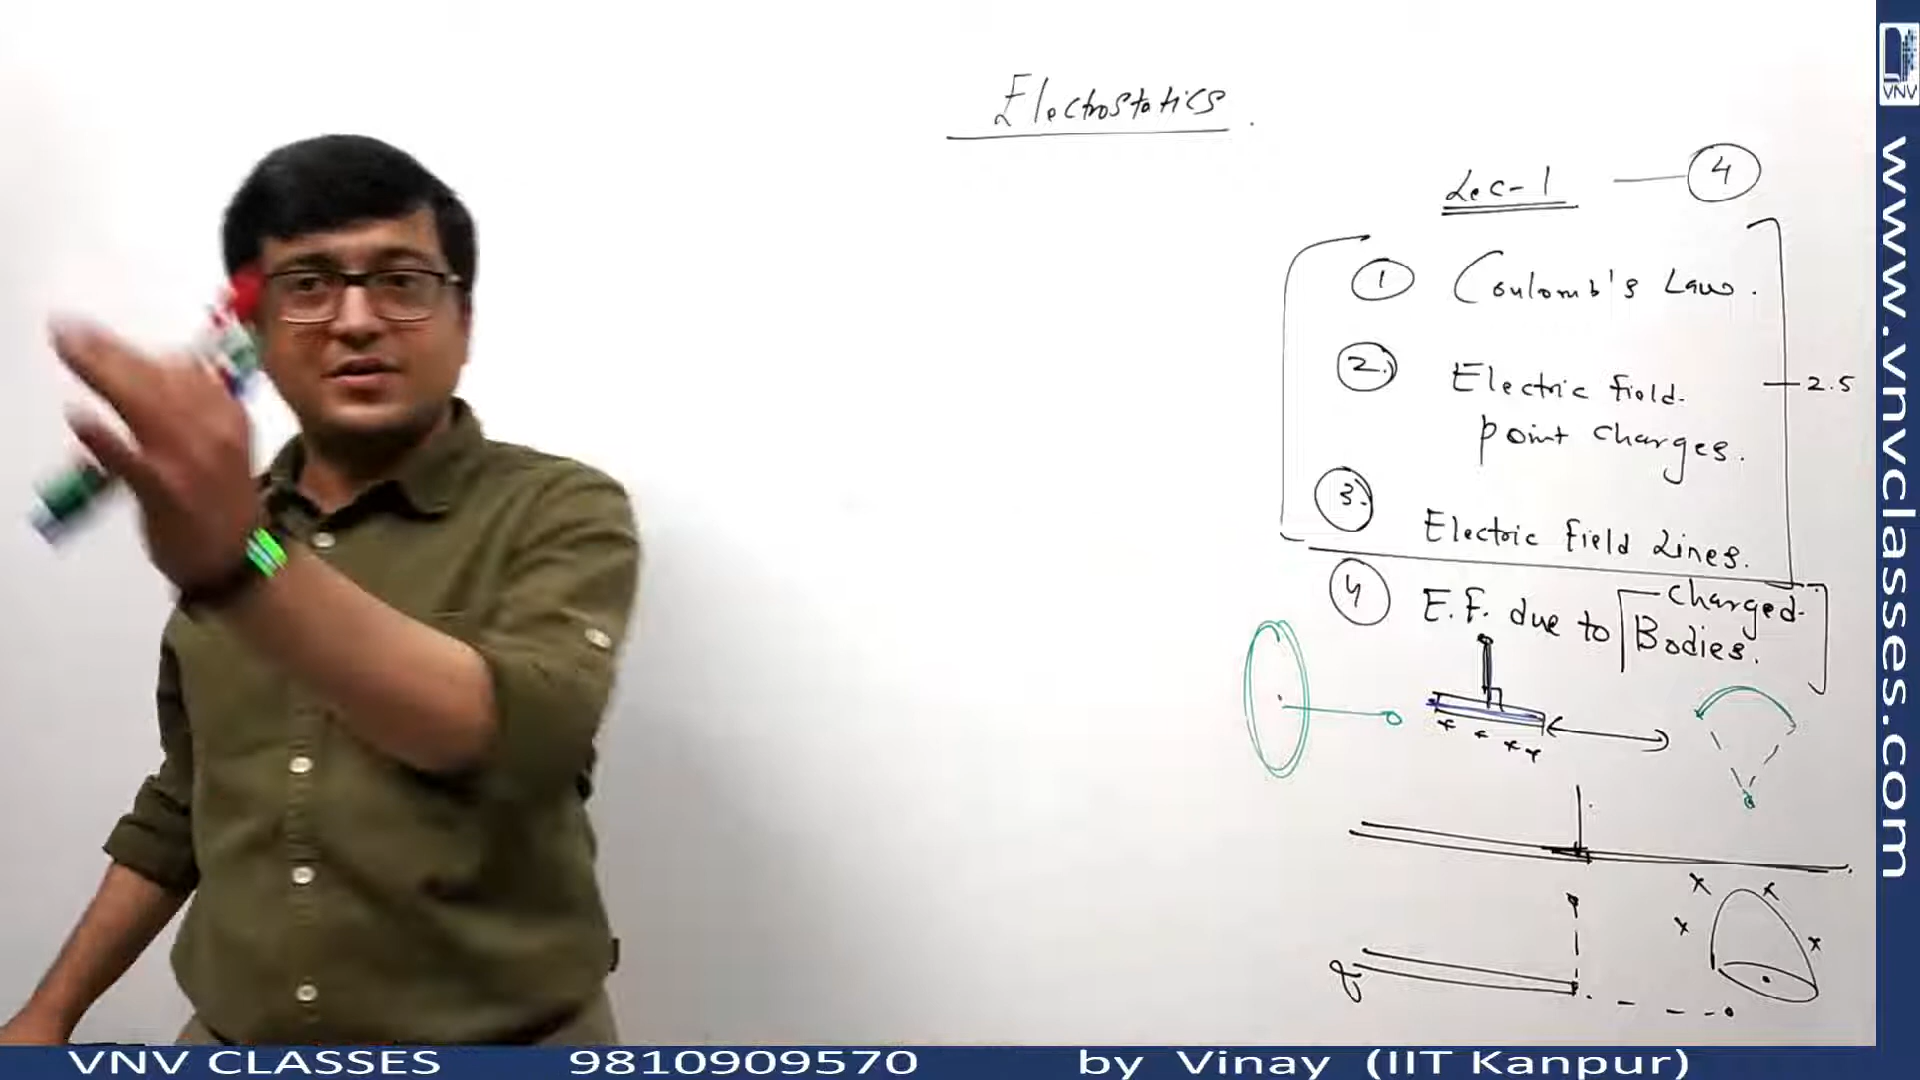 Electrostatics.
Lec-1 — 4
1 Coulomb's Law.
2. Electric field
point charges.
2.5
3. Electric Field Lines.
4 E.F. due to charged
Bodies.
VNV
www.vnvclasses.com
VNV CLASSES 9810909570 by Vinay (IIT Kanpur)